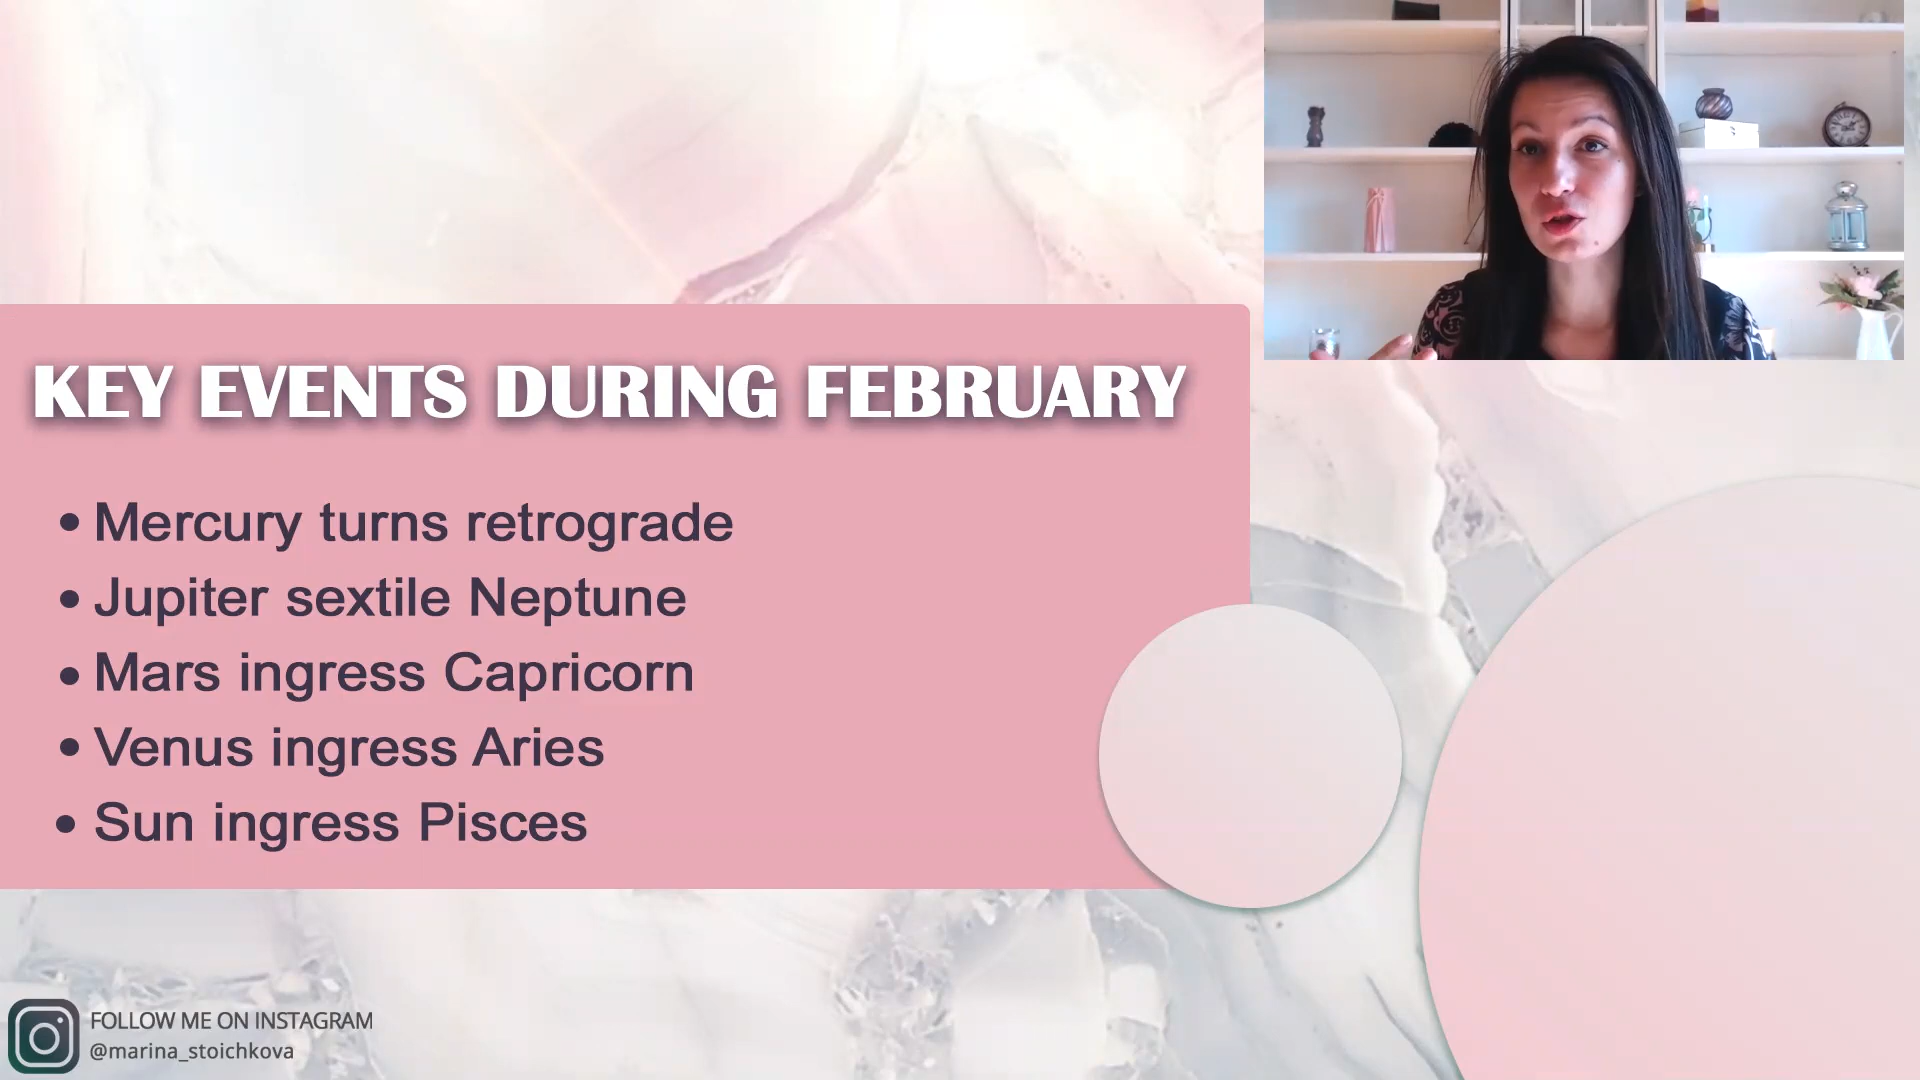 KEY EVENTS DURING FEBRUARY
• Mercury turns retrograde
• Jupiter sextile Neptune
• Mars ingress Capricorn
• Venus ingress Aries
• Sun ingress Pisces
FOLLOW ME ON INSTAGRAM
@marina_stoichkova